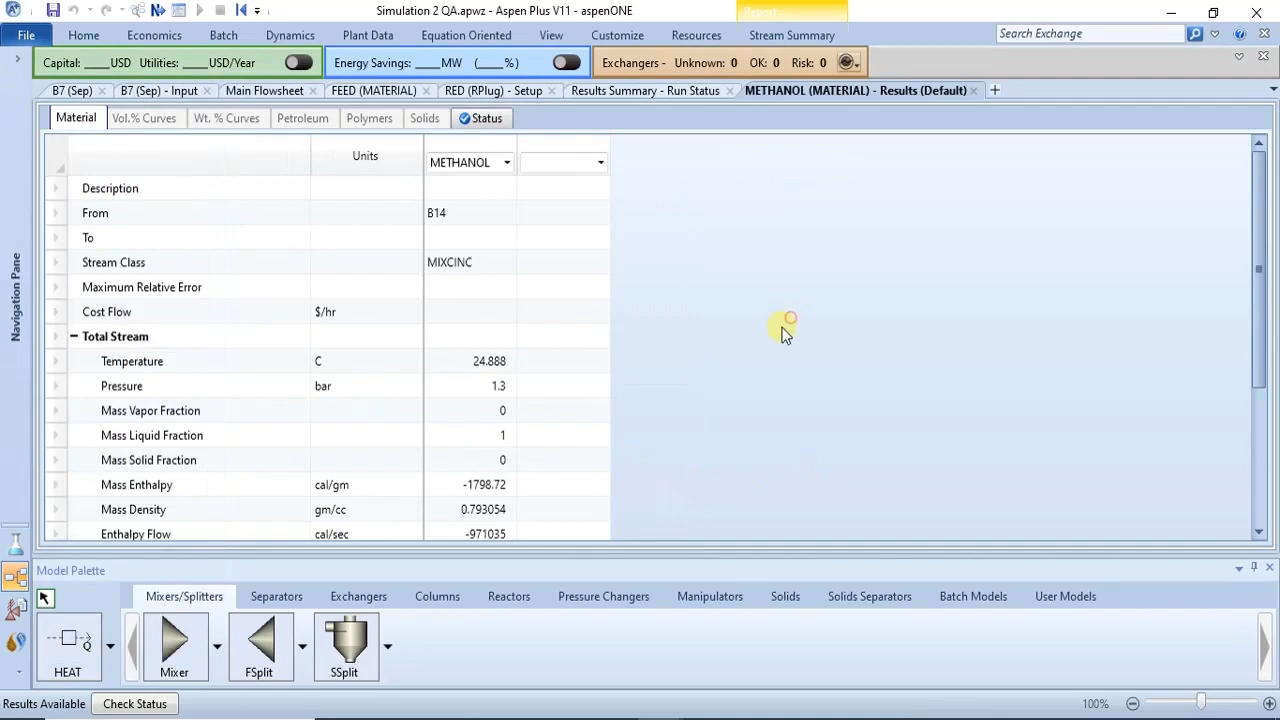 Simulation 2 QA.apwz - Aspen Plus V11 - aspenONE
File Home Economics Batch Dynamics Plant Data Equation Oriented View Customize Resources Stream Summary Search Exchange
Capital: ____USD Utilities: ____USD/Year Energy Savings: ____MW (____%) Exchangers - Unknown: 0 OK: 0 Risk: 0
B7 (Sep) B7 (Sep) - Input Main Flowsheet FEED (MATERIAL) RED (RPlug) - Setup Results Summary - Run Status METHANOL (MATERIAL) - Results (Default)
Material Vol.% Curves Wt. % Curves Petroleum Polymers Solids Status
Units METHANOL
Description
From B14
To
Stream Class MIXCINC
Maximum Relative Error
Cost Flow $/hr
Total Stream
Temperature C 24.888
Pressure bar 1.3
Mass Vapor Fraction 0
Mass Liquid Fraction 1
Mass Solid Fraction 0
Mass Enthalpy cal/gm -1798.72
Mass Density gm/cc 0.793054
Enthalpy Flow cal/sec -971035
Navigation Pane
Model Palette
Mixers/Splitters Separators Exchangers Columns Reactors Pressure Changers Manipulators Solids Solids Separators Batch Models User Models
HEAT Mixer FSplit SSplit
Results Available Check Status 100%